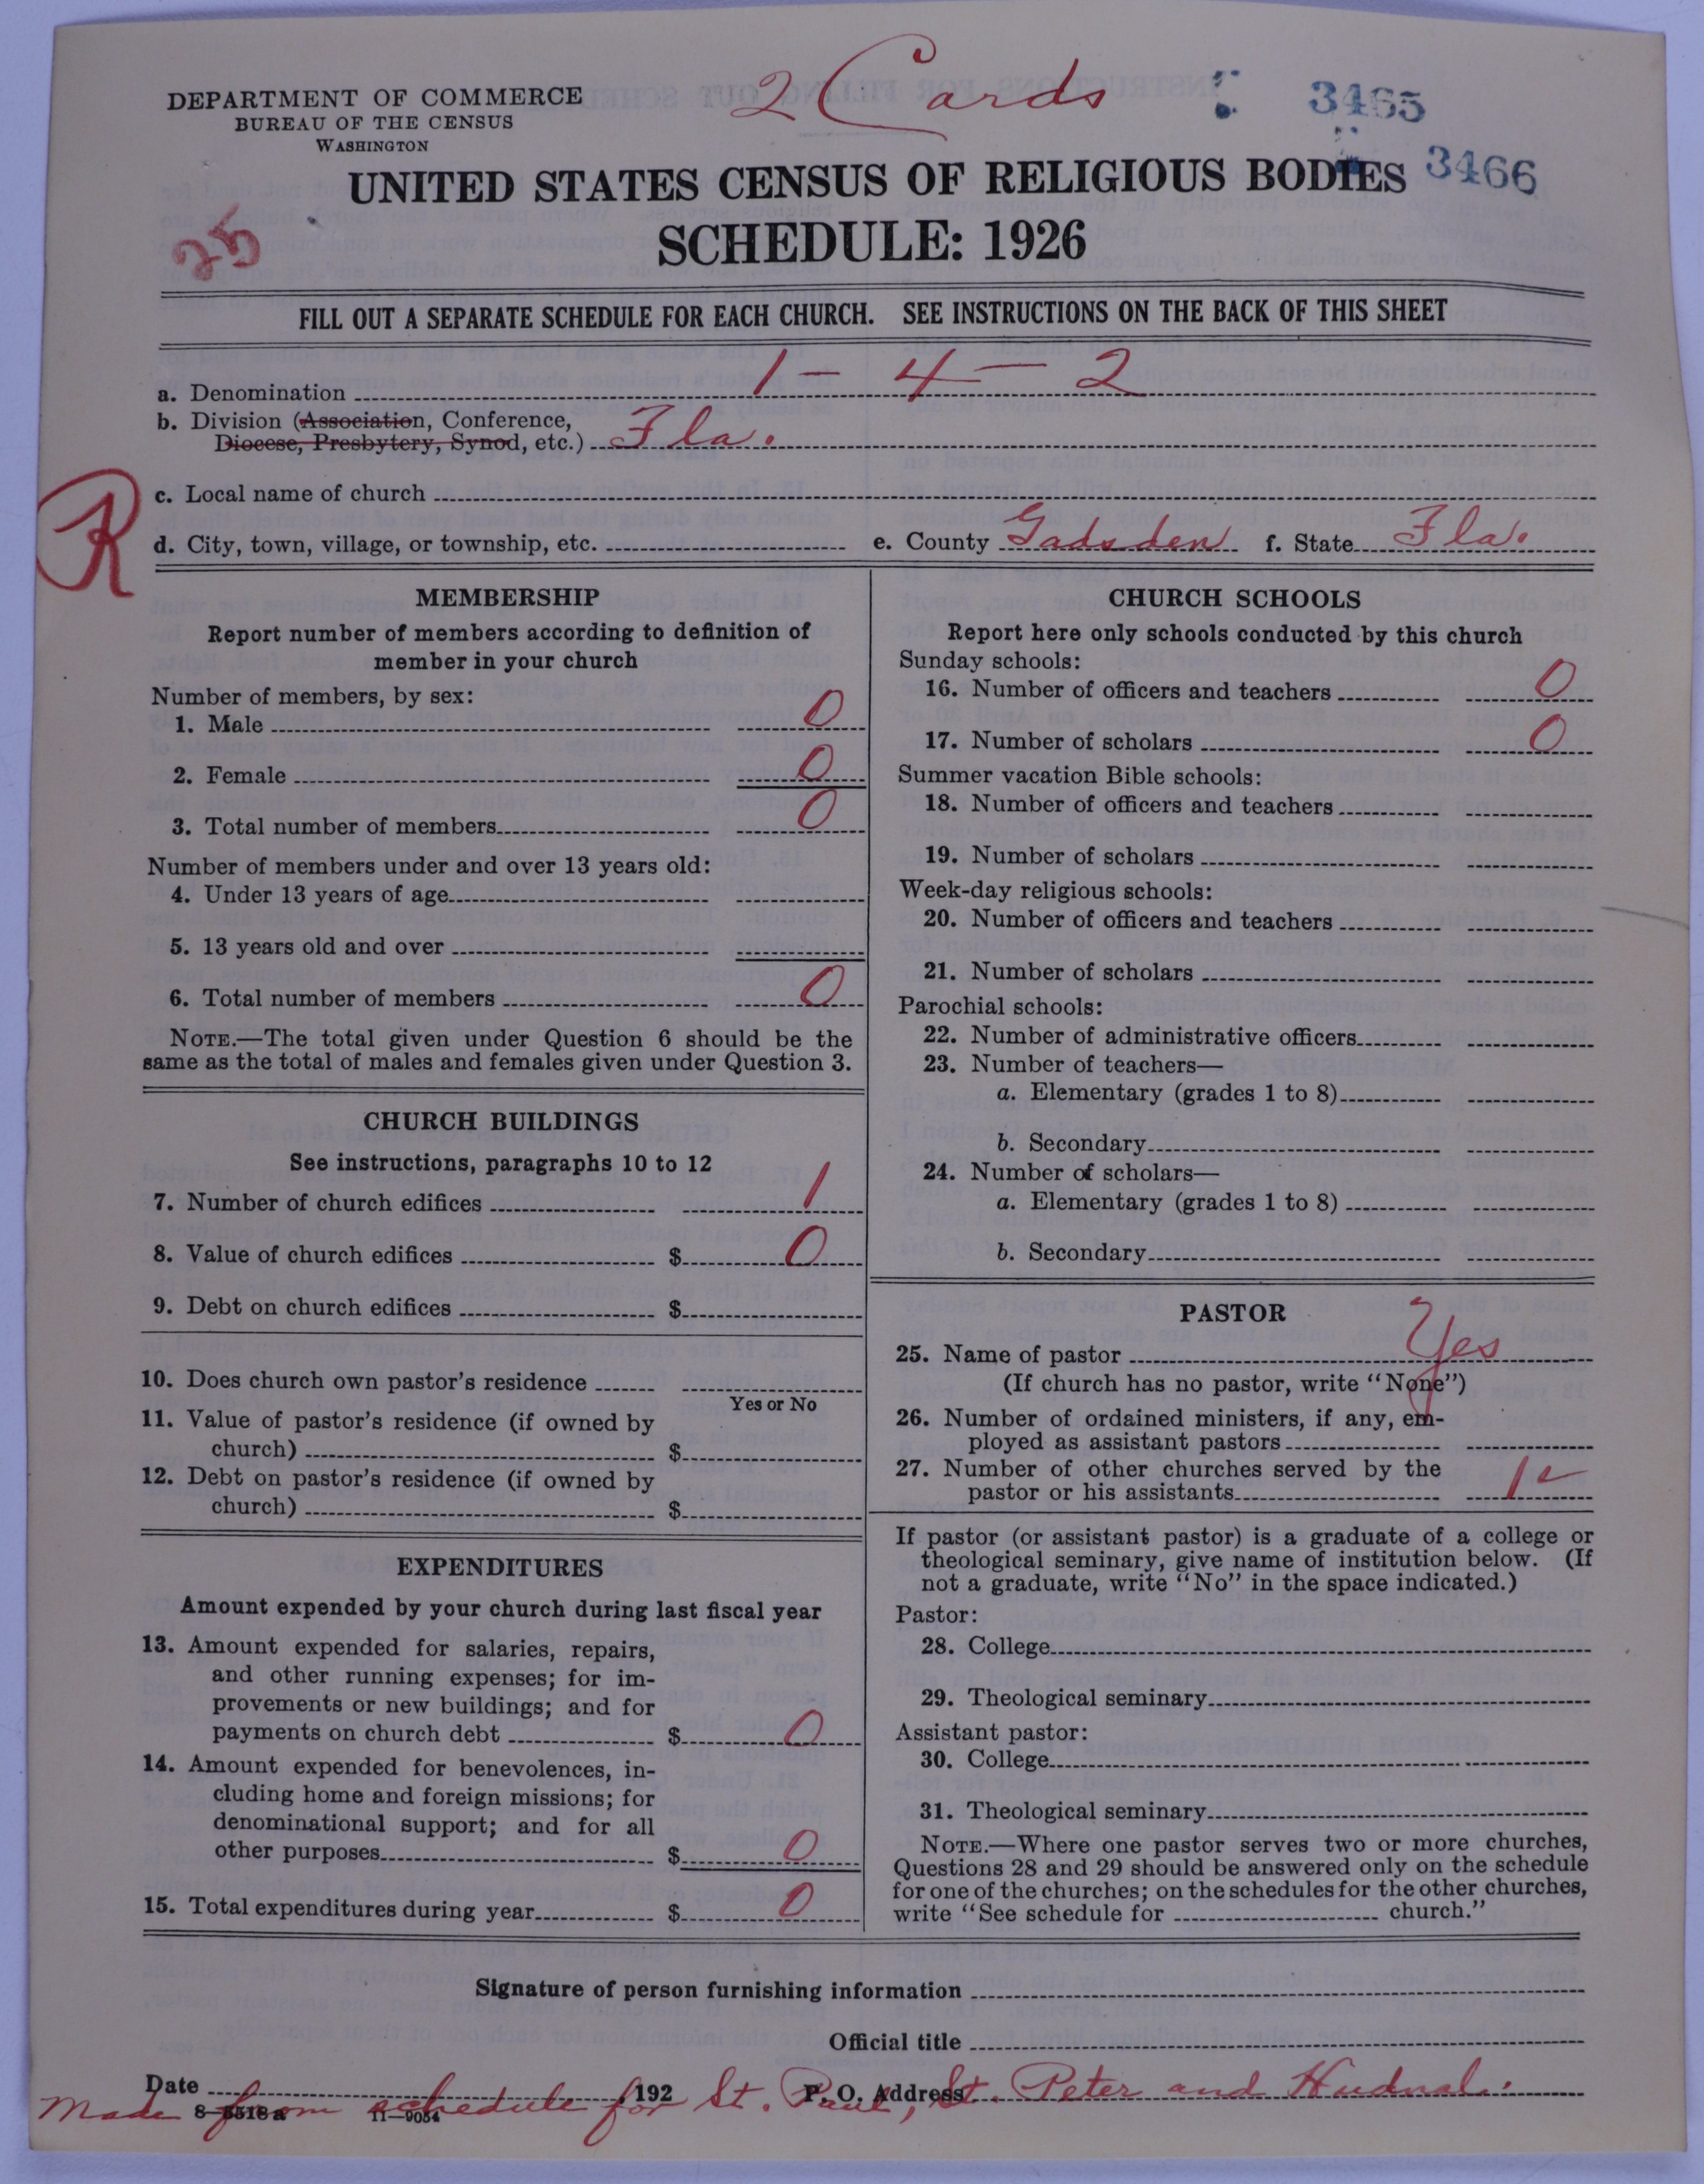 2 Cards
3465
3466
DEPARTMENT OF COMMERCE
BUREAU OF THE CENSUS
WASHINGTON
UNITED STATES CENSUS OF RELIGIOUS BODIES
SCHEDULE: 1926
25
FILL OUT A SEPARATE SCHEDULE FOR EACH CHURCH. SEE INSTRUCTIONS ON THE BACK OF THIS SHEET
a. Denomination 1 - 4 - 2
b. Division (Association, Conference,
Diocese, Presbytery, Synod, etc.) Fla.
R
c. Local name of church
d. City, town, village, or township, etc. e. County Gadsden f. State Fla.
MEMBERSHIP
Report number of members according to definition of
member in your church
Number of members, by sex:
1. Male 0
2. Female 0
3. Total number of members 0
Number of members under and over 13 years old:
4. Under 13 years of age
5. 13 years old and over
6. Total number of members 0
NOTE.—The total given under Question 6 should be the
same as the total of males and females given under Question 3.
CHURCH BUILDINGS
See instructions, paragraphs 10 to 12
7. Number of church edifices 1
8. Value of church edifices $ 0
9. Debt on church edifices $
10. Does church own pastor's residence
Yes or No
11. Value of pastor's residence (if owned by
church) $
12. Debt on pastor's residence (if owned by
church) $
EXPENDITURES
Amount expended by your church during last fiscal year
13. Amount expended for salaries, repairs,
and other running expenses; for im-
provements or new buildings; and for
payments on church debt $ 0
14. Amount expended for benevolences, in-
cluding home and foreign missions; for
denominational support; and for all
other purposes $ 0
15. Total expenditures during year $ 0
CHURCH SCHOOLS
Report here only schools conducted by this church
Sunday schools:
16. Number of officers and teachers 0
17. Number of scholars 0
Summer vacation Bible schools:
18. Number of officers and teachers
19. Number of scholars
Week-day religious schools:
20. Number of officers and teachers
21. Number of scholars
Parochial schools:
22. Number of administrative officers
23. Number of teachers—
a. Elementary (grades 1 to 8)
b. Secondary
24. Number of scholars—
a. Elementary (grades 1 to 8)
b. Secondary
PASTOR
25. Name of pastor Yes
(If church has no pastor, write "None")
26. Number of ordained ministers, if any, em-
ployed as assistant pastors
27. Number of other churches served by the
pastor or his assistants
If pastor (or assistant pastor) is a graduate of a college or
theological seminary, give name of institution below. (If
not a graduate, write "No" in the space indicated.)
Pastor:
28. College
29. Theological seminary
Assistant pastor:
30. College
31. Theological seminary
NOTE.—Where one pastor serves two or more churches,
Questions 28 and 29 should be answered only on the schedule
for one of the churches; on the schedules for the other churches,
write "See schedule for church."
Signature of person furnishing information
Official title
Date , 192 P. O. Address
Made from schedule for St. Paul, St. Peter and Hudnal.
8—5518 a 11—9054